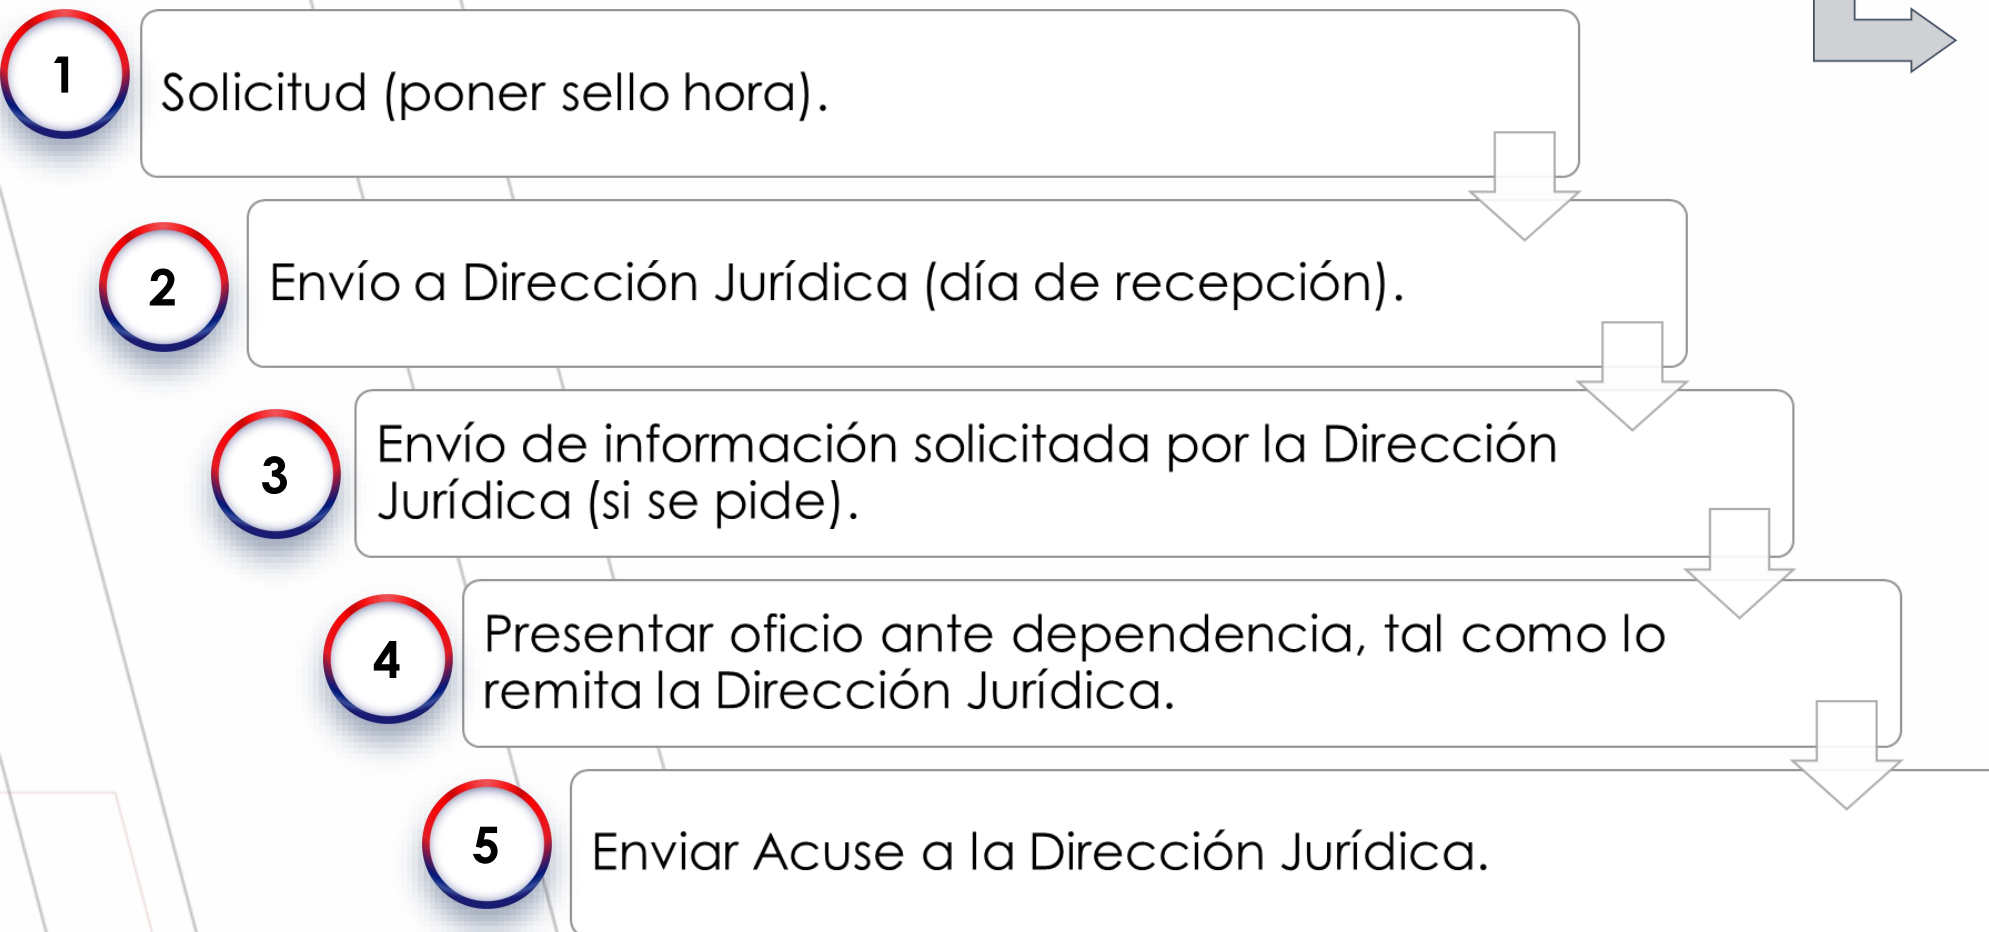 1
Solicitud (poner sello hora).
2
Envío a Dirección Jurídica (día de recepción).
3
Envío de información solicitada por la Dirección
Jurídica (si se pide).
4
Presentar oficio ante dependencia, tal como lo
remita la Dirección Jurídica.
5
Enviar Acuse a la Dirección Jurídica.